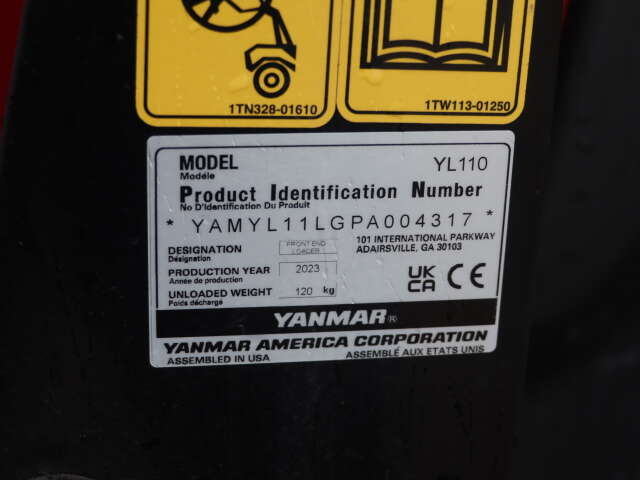 1TN328-01610
1TW113-01250
MODEL YL110
Modèle
Product Identification Number
No D'Identification Du Produit
* YAMYL11LGPA004317 *
DESIGNATION FRONT END LOADER
Désignation
101 INTERNATIONAL PARKWAY
ADAIRSVILLE, GA 30103
PRODUCTION YEAR 2023
Année de production
UNLOADED WEIGHT 120 kg
Poids déchargé
UK CA CE
YANMAR®
YANMAR AMERICA CORPORATION
ASSEMBLED IN USA ASSEMBLÉ AUX ETATS UNIS